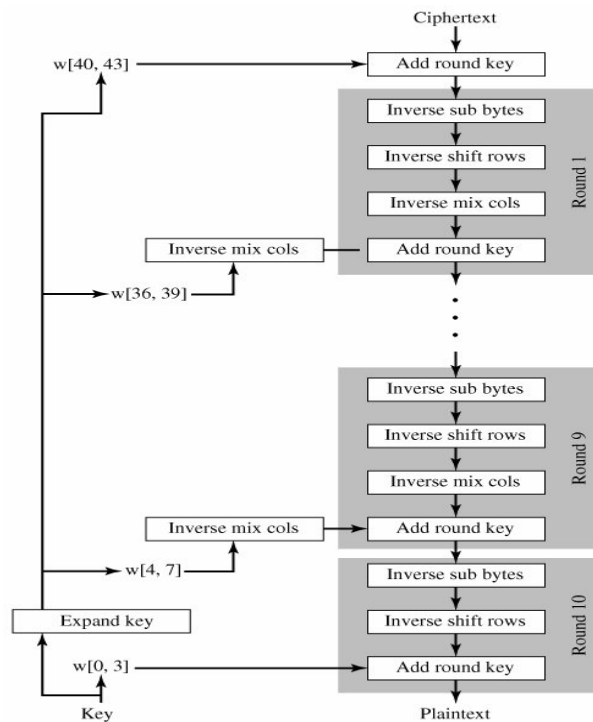 Ciphertext
w[40, 43]
Add round key
Inverse sub bytes
Inverse shift rows
Inverse mix cols
Add round key
Round 1
Inverse mix cols
w[36, 39]
Inverse sub bytes
Inverse shift rows
Inverse mix cols
Add round key
Round 9
Inverse mix cols
w[4, 7]
Inverse sub bytes
Inverse shift rows
Add round key
Round 10
Expand key
w[0, 3]
Key
Plaintext